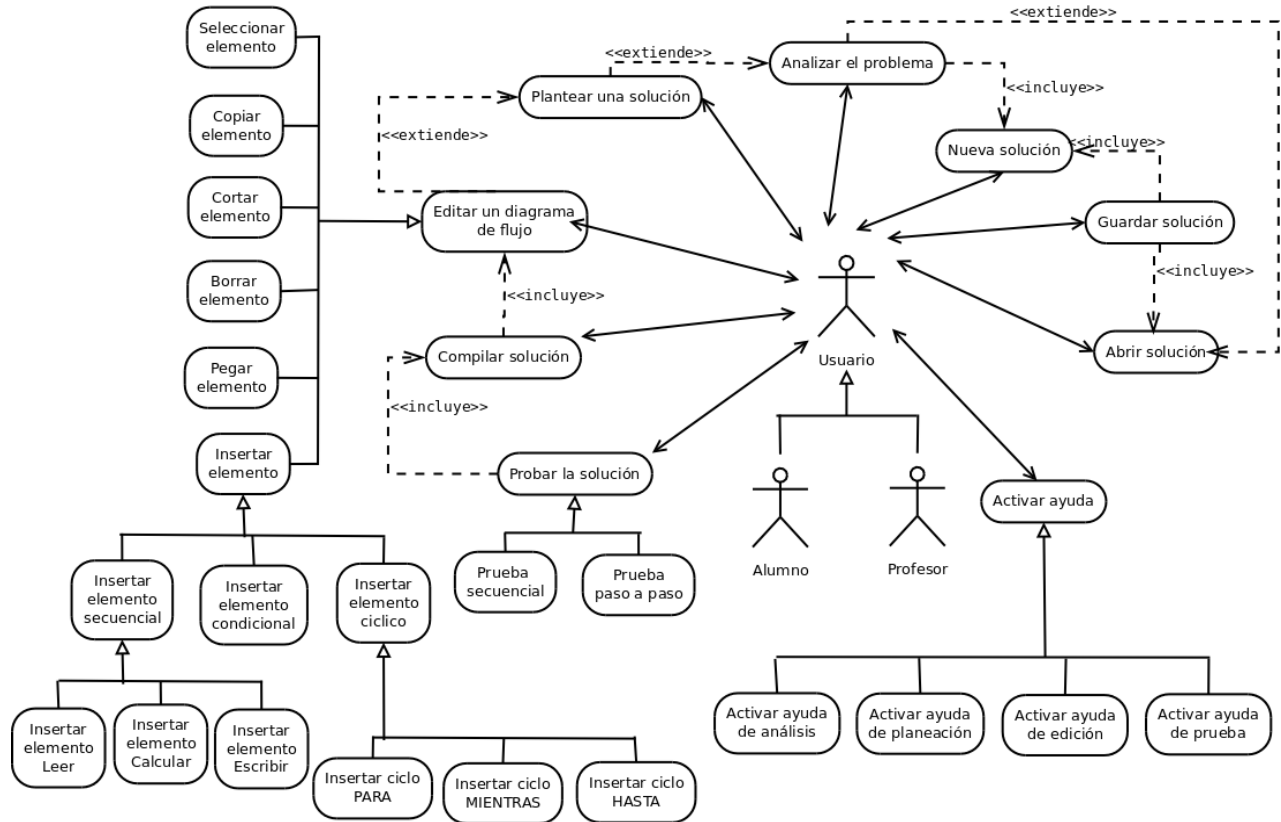 Seleccionar
elemento
<<extiende>>
<<extiende>>
Analizar el problema
Plantear una solución
<<incluye>>
Copiar
elemento
<<extiende>>
Nueva solución
<<incluye>>
Cortar
elemento
Editar un diagrama
de flujo
Guardar solución
<<incluye>>
Borrar
elemento
<<incluye>>
Compilar solución
Usuario
Abrir solución
Pegar
elemento
<<incluye>>
Insertar
elemento
Probar la solución
Activar ayuda
Alumno
Profesor
Insertar
elemento
secuencial
Insertar
elemento
condicional
Insertar
elemento
ciclico
Prueba
secuencial
Prueba
paso a paso
Insertar
elemento
Leer
Insertar
elemento
Calcular
Insertar
elemento
Escribir
Activar ayuda
de análisis
Activar ayuda
de planeación
Activar ayuda
de edición
Activar ayuda
de prueba
Insertar ciclo
PARA
Insertar ciclo
MIENTRAS
Insertar ciclo
HASTA